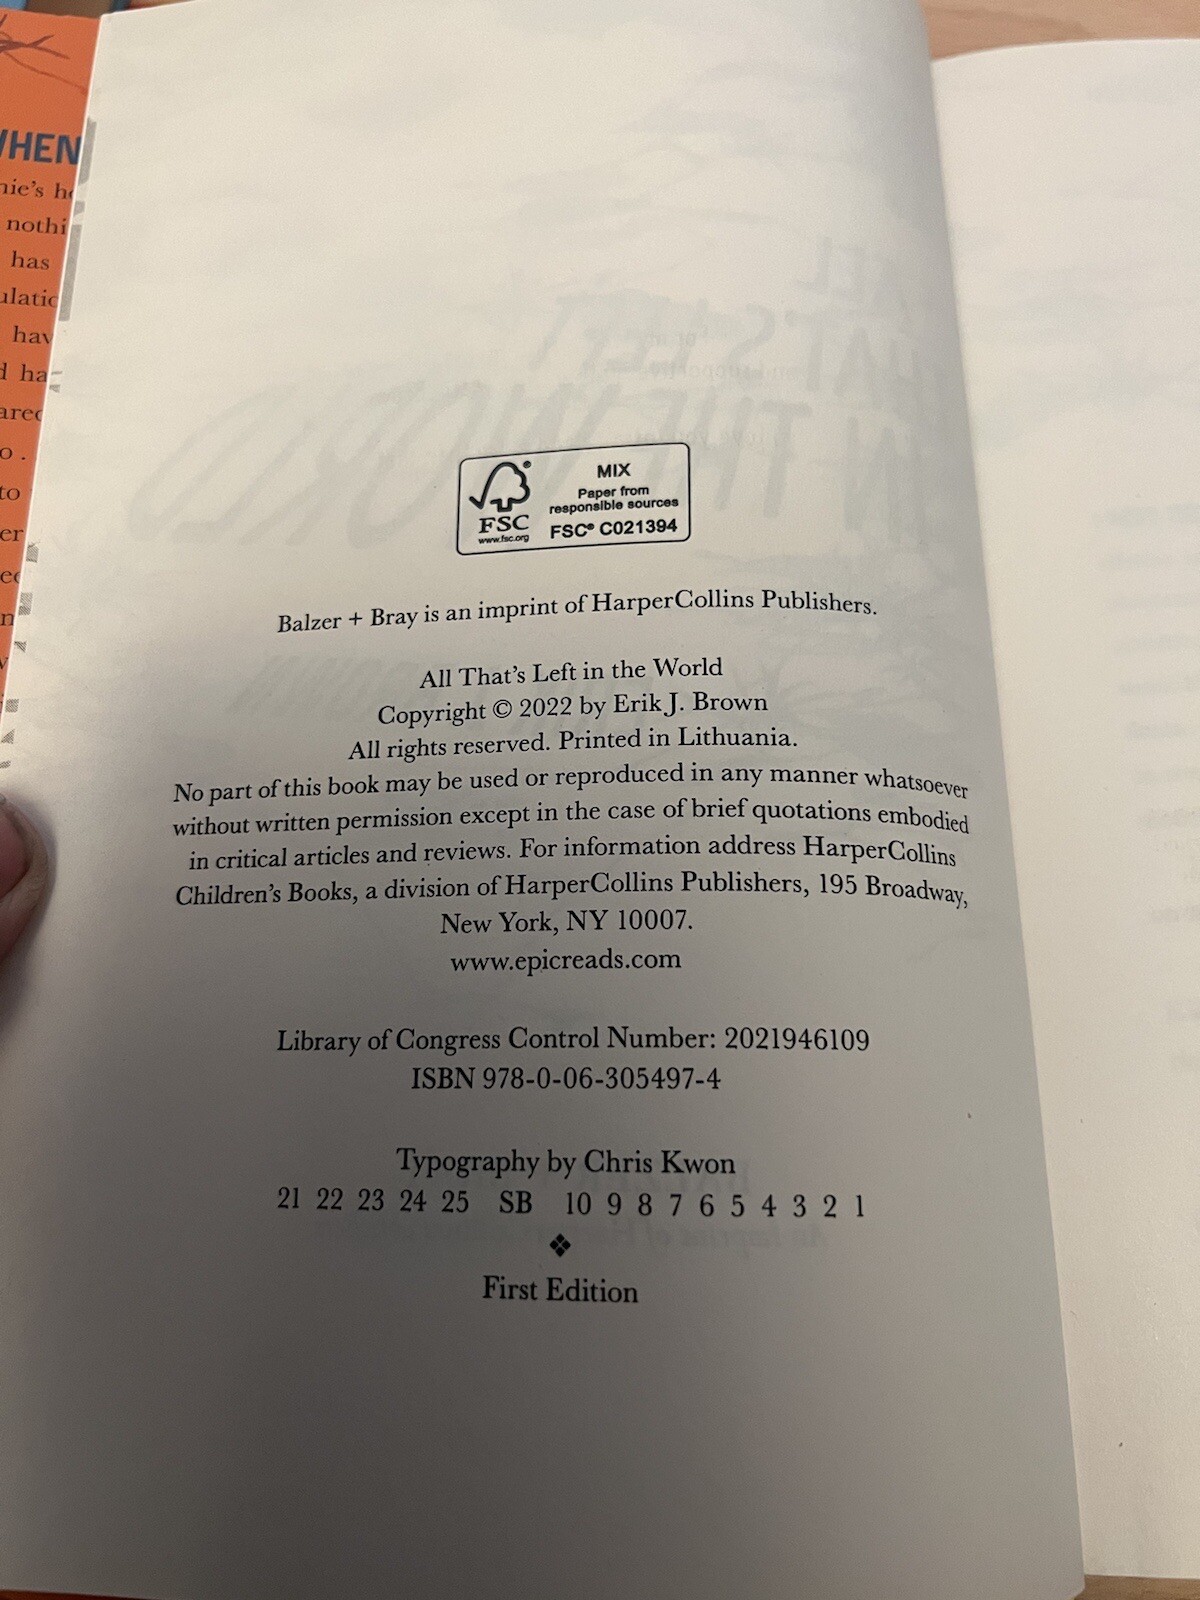 WHEN
nothi
has
hav
ha
to
FSC
www.fsc.org
MIX
Paper from
responsible sources
FSC® C021394
Balzer + Bray is an imprint of HarperCollins Publishers.
All That's Left in the World
Copyright © 2022 by Erik J. Brown
All rights reserved. Printed in Lithuania.
No part of this book may be used or reproduced in any manner whatsoever
without written permission except in the case of brief quotations embodied
in critical articles and reviews. For information address HarperCollins
Children's Books, a division of HarperCollins Publishers, 195 Broadway,
New York, NY 10007.
www.epicreads.com
Library of Congress Control Number: 2021946109
ISBN 978-0-06-305497-4
Typography by Chris Kwon
21 22 23 24 25 SB 10 9 8 7 6 5 4 3 2 1
❖
First Edition